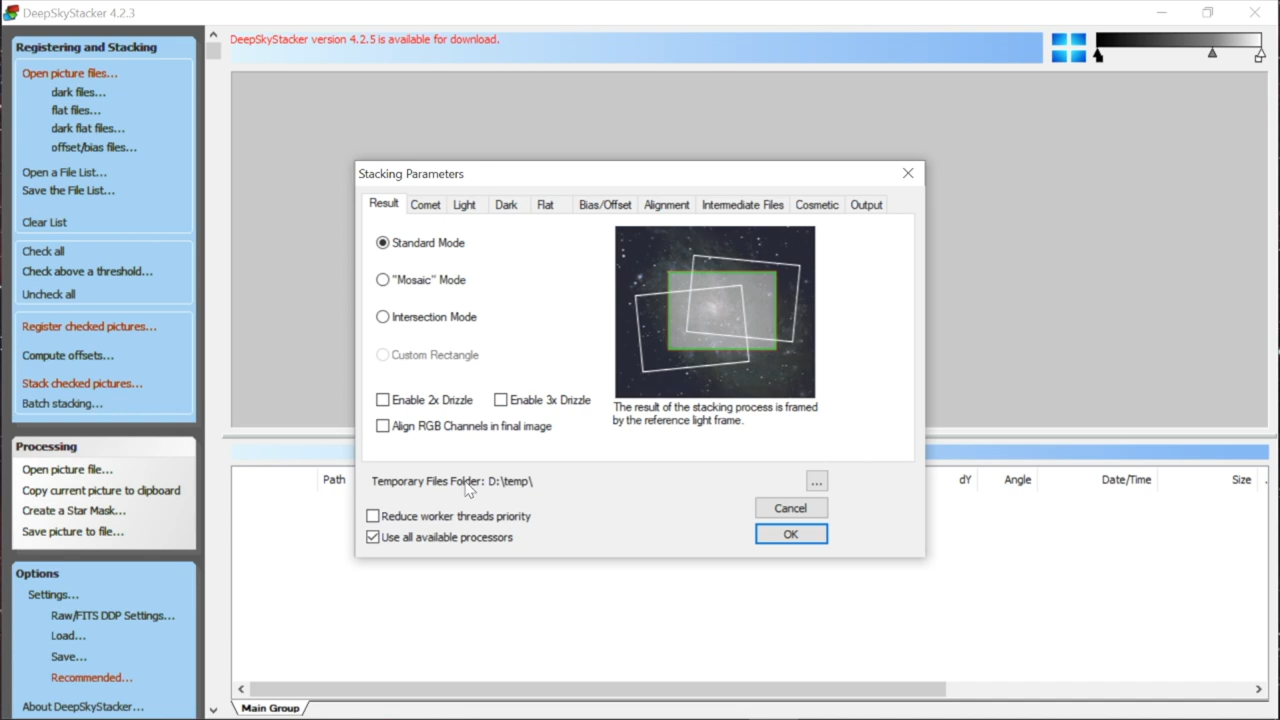 DeepSkyStacker 4.2.3
Registering and Stacking
Open picture files...
dark files...
flat files...
dark flat files...
offset/bias files...
Open a File List...
Save the File List...
Clear List
Check all
Check above a threshold...
Uncheck all
Register checked pictures...
Compute offsets...
Stack checked pictures...
Batch stacking...
Processing
Open picture file...
Copy current picture to clipboard
Create a Star Mask...
Save picture to file...
Options
Settings...
Raw/FITS DDP Settings...
Load...
Save...
Recommended...
About DeepSkyStacker...
DeepSkyStacker version 4.2.5 is available for download.
Stacking Parameters
Result Comet Light Dark Flat Bias/Offset Alignment Intermediate Files Cosmetic Output
Standard Mode
"Mosaic" Mode
Intersection Mode
Custom Rectangle
Enable 2x Drizzle Enable 3x Drizzle
Align RGB Channels in final image
The result of the stacking process is framed
by the reference light frame.
Temporary Files Folder: D:\temp\
...
Reduce worker threads priority
Use all available processors
Cancel
OK
Path dY Angle Date/Time Size
Main Group